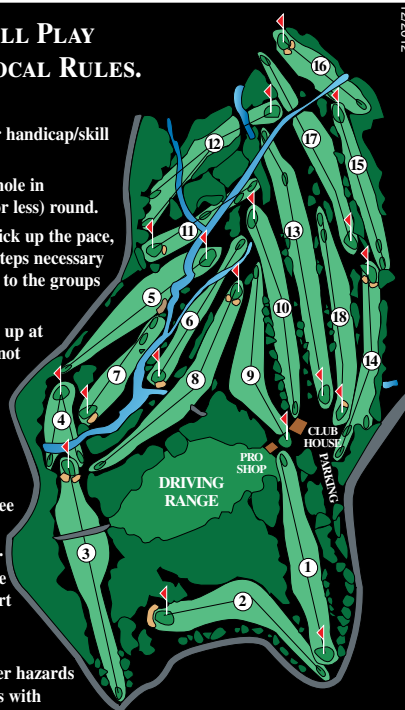 LL PLAY
OCAL RULES.
r handicap/skill
hole in
or less) round.
ick up the pace,
teps necessary
to the groups
up at
not
ee
.
e
rt
er hazards
s with
16
17
15
12
11
13
5
6
10
18
7
8
9
14
4
CLUB
HOUSE
PRO
SHOP
PARKING
DRIVING
RANGE
3
1
2